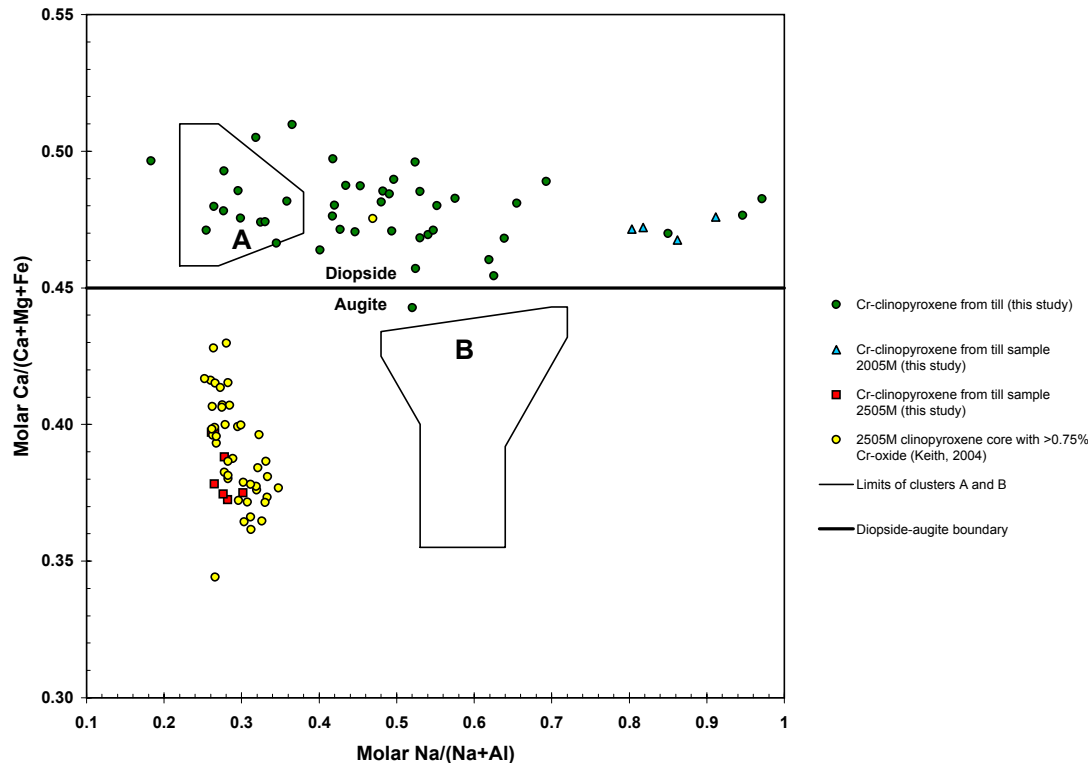 0.55
0.50
0.45
0.40
0.35
0.30
Molar Ca/(Ca+Mg+Fe)
A
Diopside
Augite
B
0.1 0.2 0.3 0.4 0.5 0.6 0.7 0.8 0.9 1
Molar Na/(Na+Al)
Cr-clinopyroxene from till (this study)
Cr-clinopyroxene from till sample
2005M (this study)
Cr-clinopyroxene from till sample
2505M (this study)
2505M clinopyroxene core with >0.75%
Cr-oxide (Keith, 2004)
Limits of clusters A and B
Diopside-augite boundary